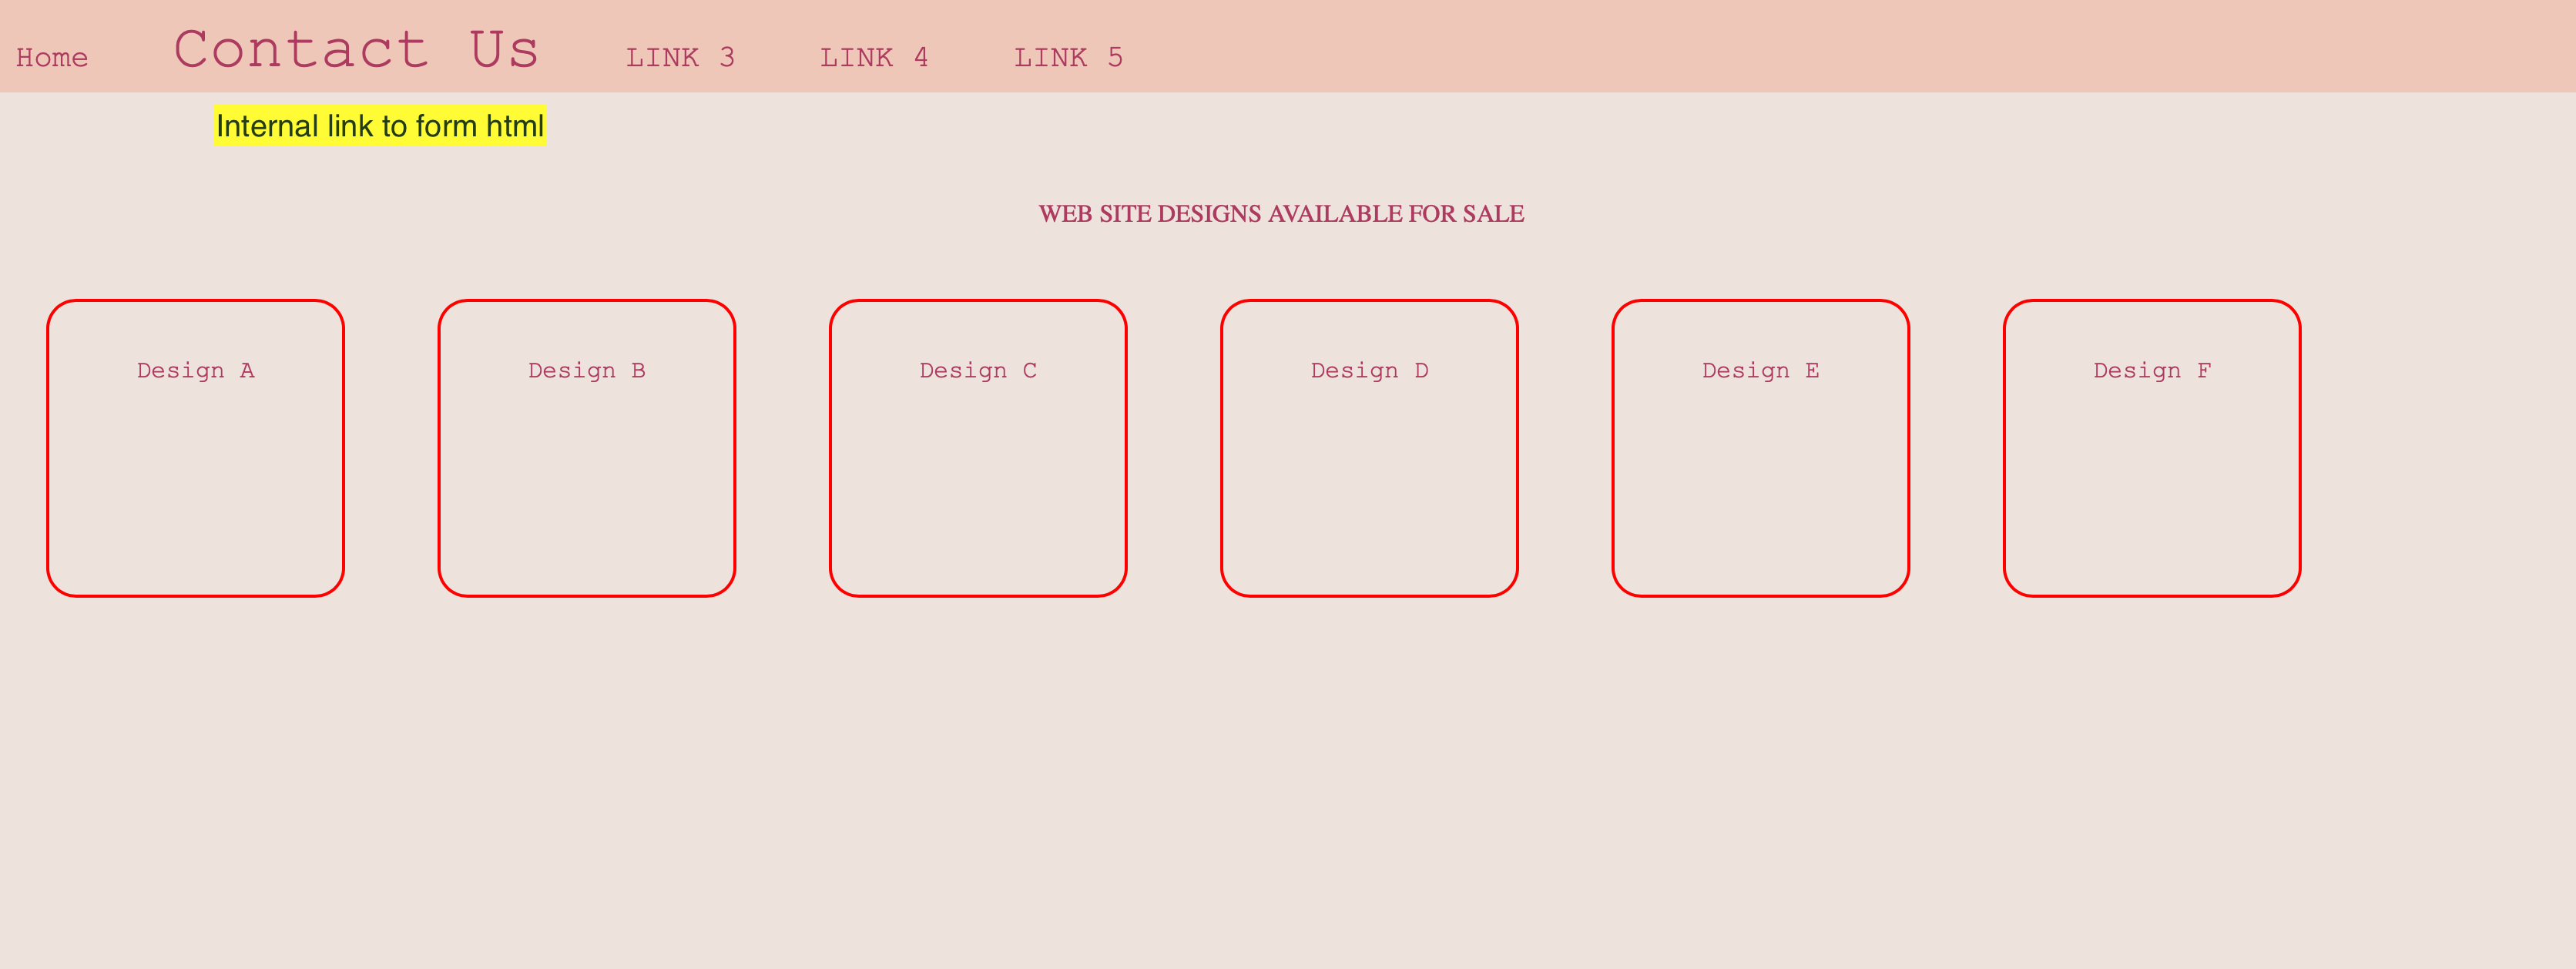 Home Contact Us LINK 3 LINK 4 LINK 5
Internal link to form html
WEB SITE DESIGNS AVAILABLE FOR SALE
Design A Design B Design C Design D Design E Design F